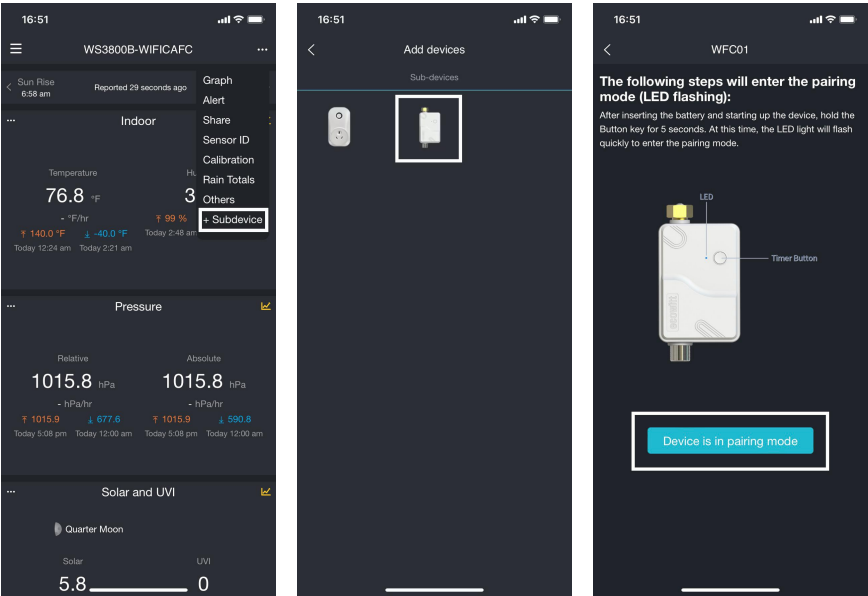 16:51
WS3800B-WIFICAFC
Sun Rise
6:58 am
Reported 29 seconds ago
Graph
Alert
Share
Sensor ID
Calibration
Rain Totals
Others
+ Subdevice
Indoor
Temperature
76.8 °F
- °F/hr
140.0 °F -40.0 °F
Today 12:24 am Today 2:21 am
Hu
3
99 %
Today 2:48 am
Pressure
Relative Absolute
1015.8 hPa 1015.8 hPa
- hPa/hr - hPa/hr
1015.9 677.6 1015.9 590.8
Today 5:08 pm Today 12:00 am Today 5:08 pm Today 12:00 am
Solar and UVI
Quarter Moon
Solar UVI
5.8 0
16:51
Add devices
Sub-devices
16:51
WFC01
The following steps will enter the pairing
mode (LED flashing):
After inserting the battery and starting up the device, hold the
Button key for 5 seconds. At this time, the LED light will flash
quickly to enter the pairing mode.
LED
Timer Button
Device is in pairing mode